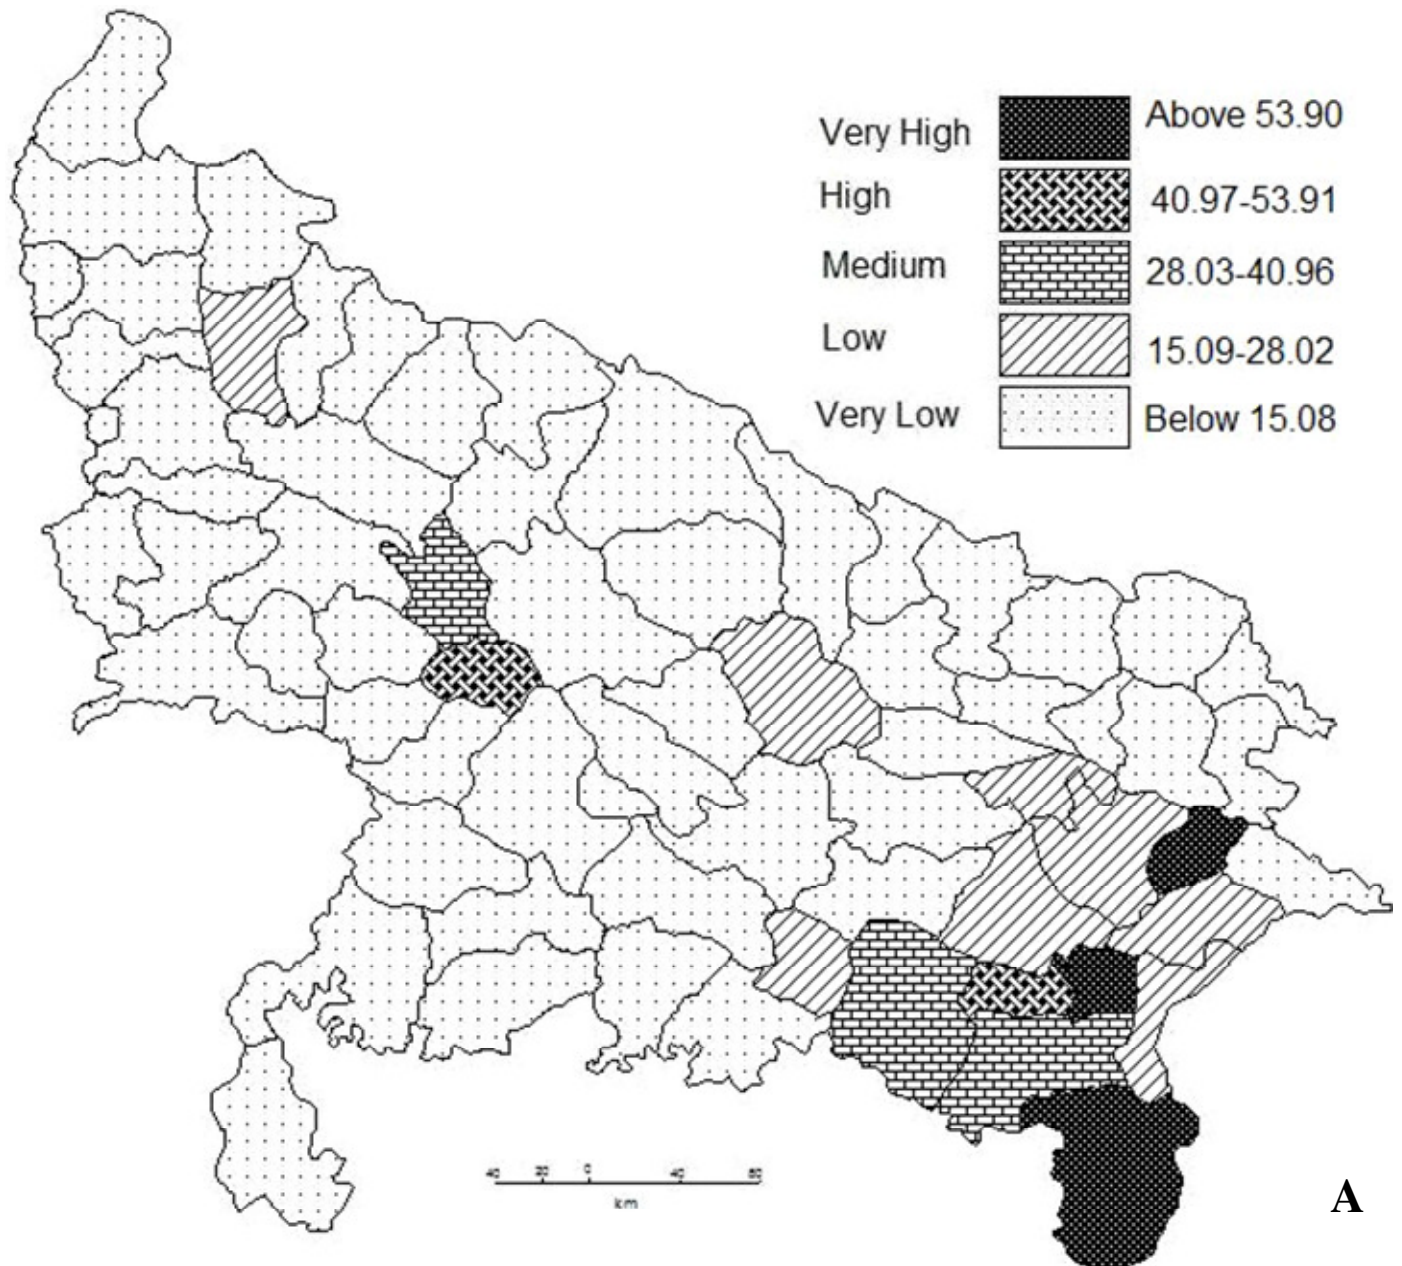 Very High Above 53.90
High 40.97-53.91
Medium 28.03-40.96
Low 15.09-28.02
Very Low Below 15.08
40 20 0 40
km
A